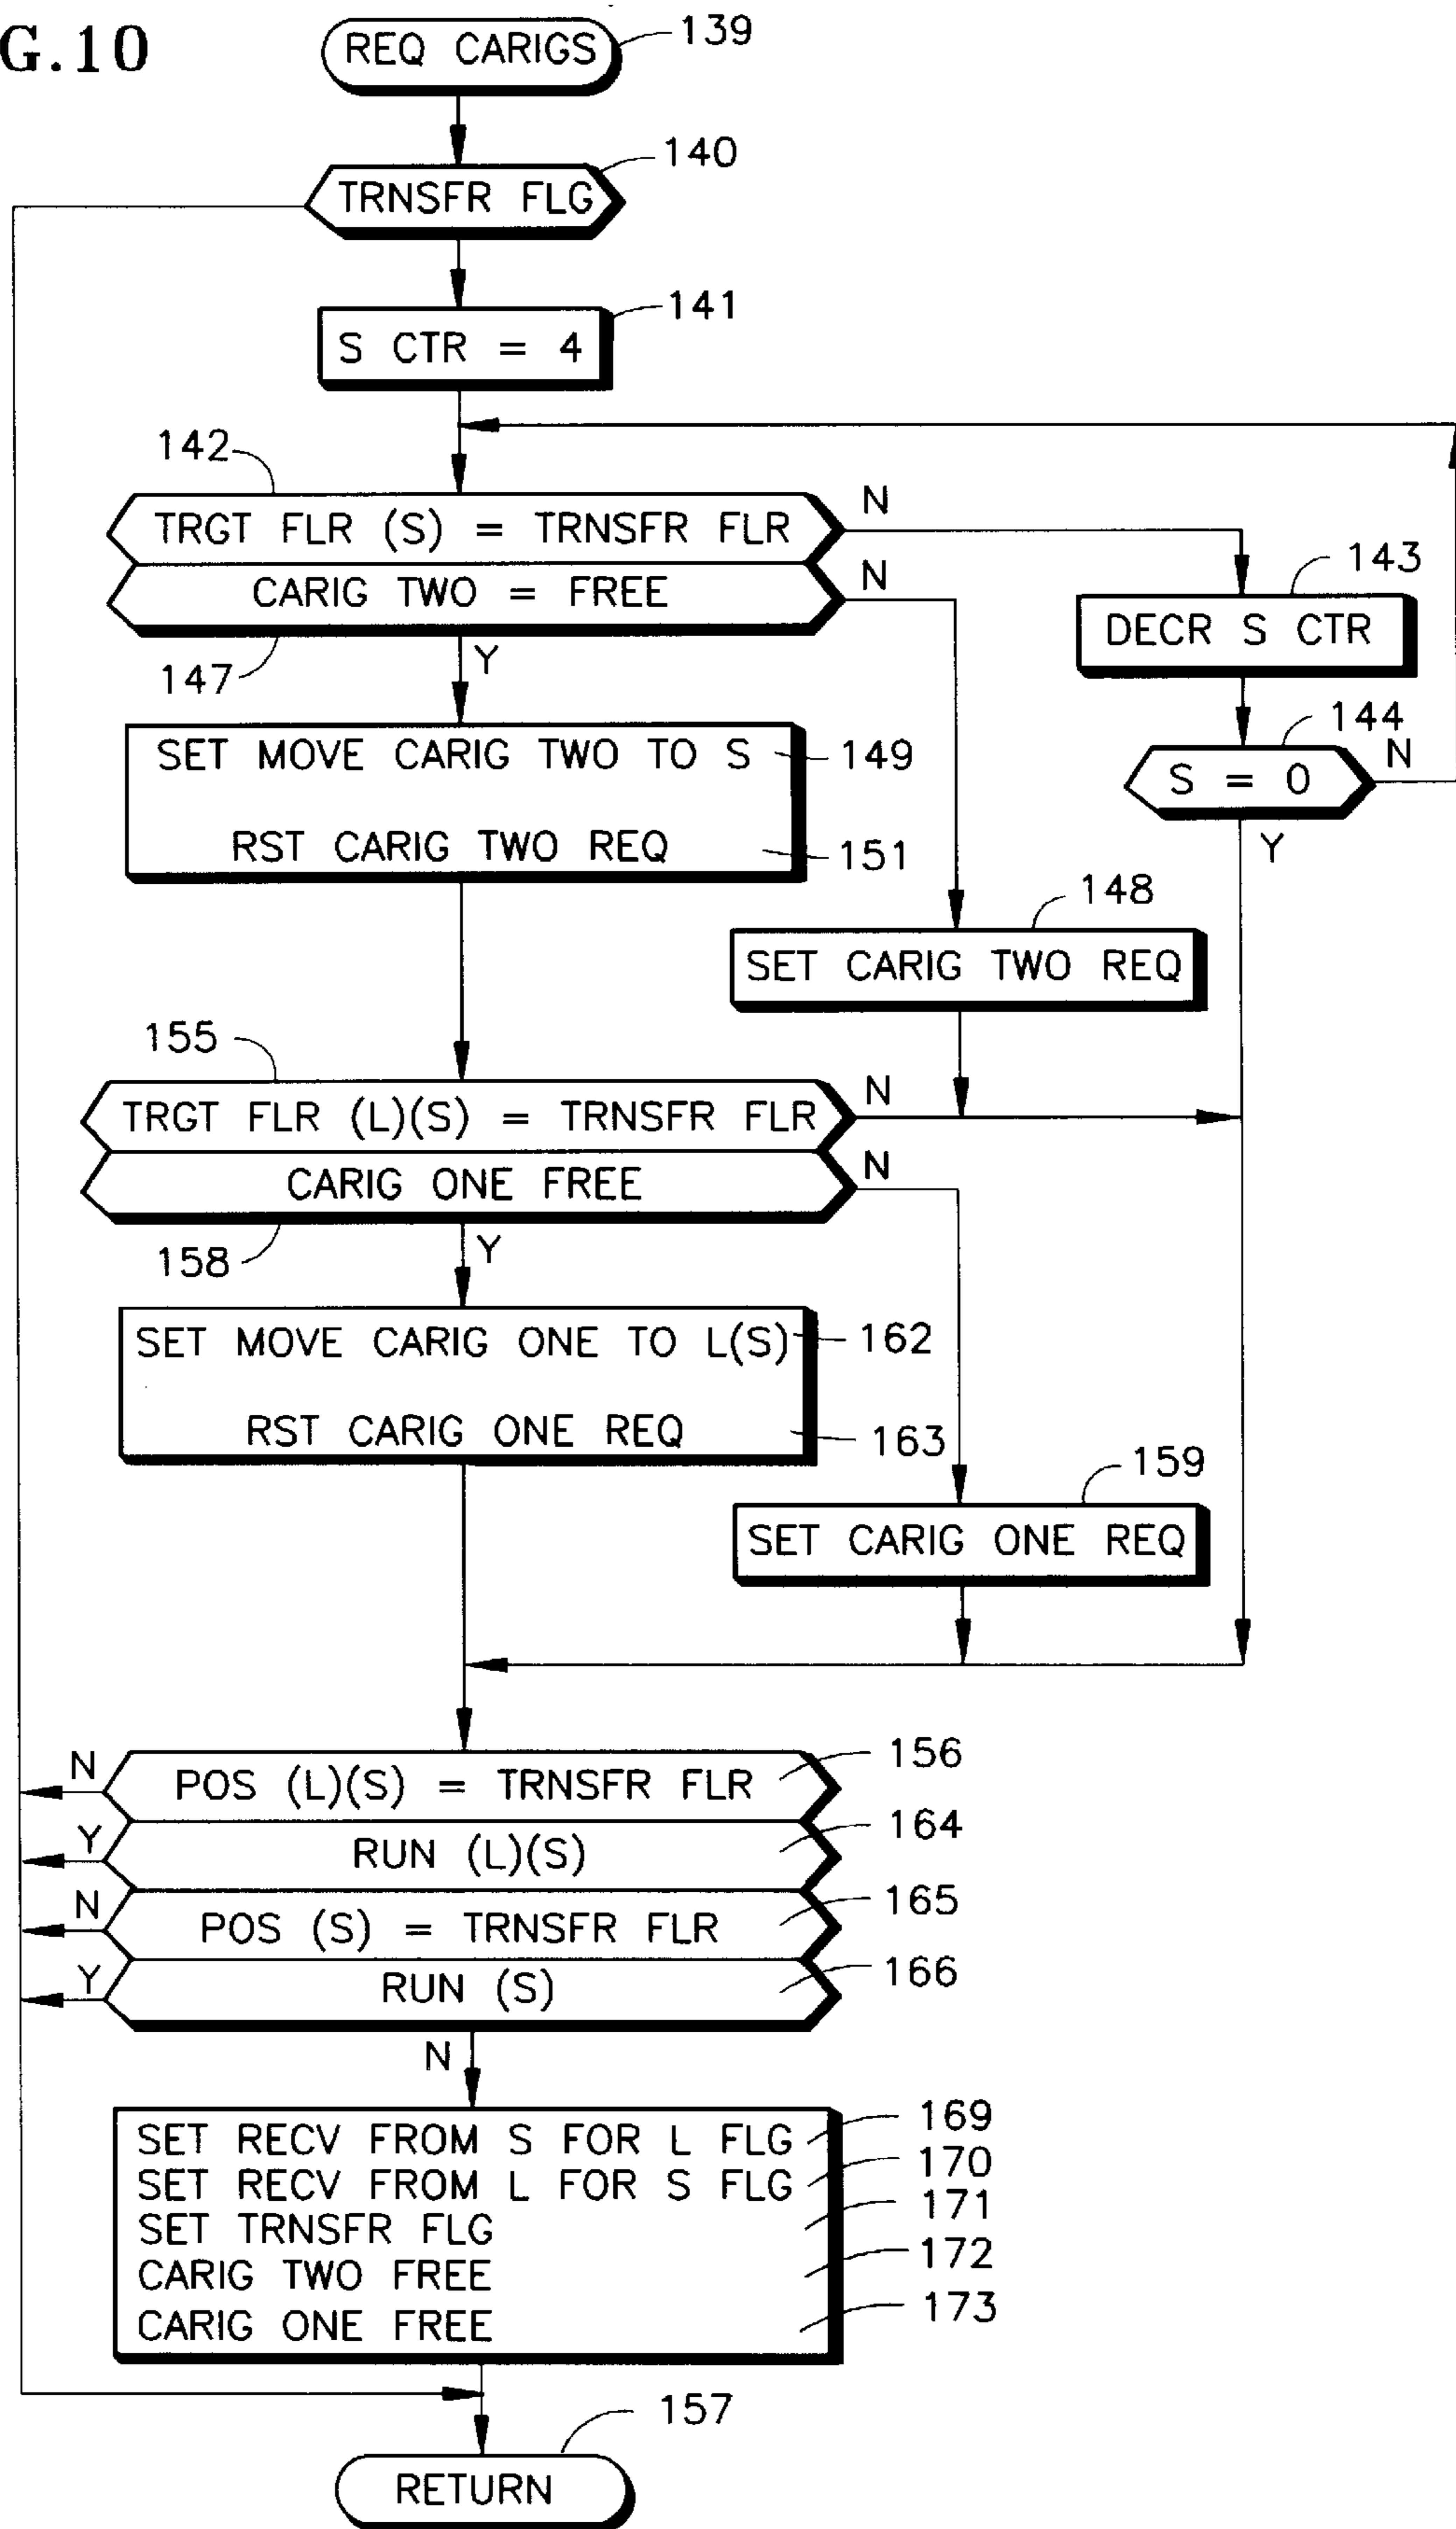 G.10
REQ CARIGS
139
TRNSFR FLG
140
S CTR = 4
141
142
TRGT FLR (S) = TRNSFR FLR
N
CARIG TWO = FREE
N
147
Y
DECR S CTR
143
144
S = 0
N
Y
SET MOVE CARIG TWO TO S
149
RST CARIG TWO REQ
151
148
SET CARIG TWO REQ
155
TRGT FLR (L)(S) = TRNSFR FLR
N
CARIG ONE FREE
N
158
Y
SET MOVE CARIG ONE TO L(S)
162
RST CARIG ONE REQ
163
159
SET CARIG ONE REQ
N
POS (L)(S) = TRNSFR FLR
156
Y
RUN (L)(S)
164
N
POS (S) = TRNSFR FLR
165
Y
RUN (S)
166
N
SET RECV FROM S FOR L FLG
169
SET RECV FROM L FOR S FLG
170
SET TRNSFR FLG
171
CARIG TWO FREE
172
CARIG ONE FREE
173
157
RETURN